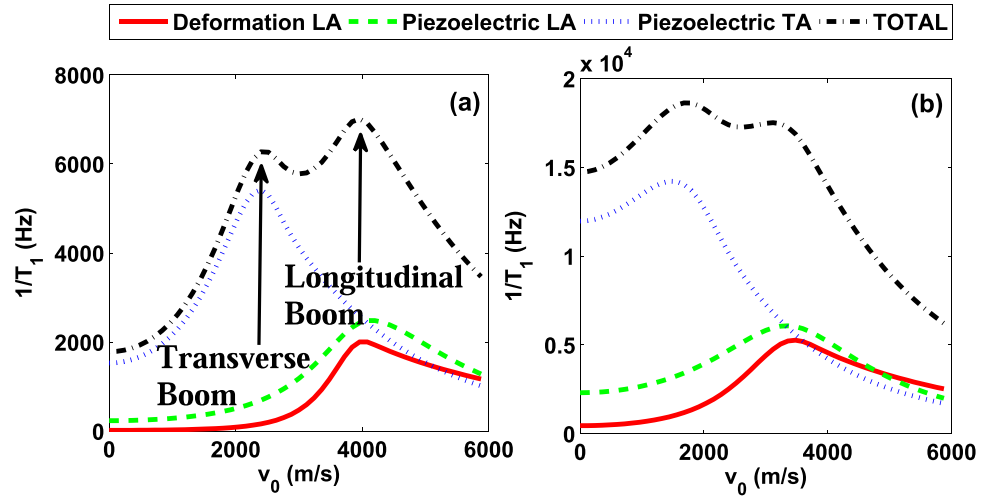 Deformation LA Piezoelectric LA Piezoelectric TA TOTAL
(a)
8000
6000
4000
2000
0
1/T1 (Hz)
Transverse
Boom
Longitudinal
Boom
0 2000 4000 6000
v0 (m/s)
x 10^4
(b)
2
1.5
1
0.5
0
1/T1 (Hz)
0 2000 4000 6000
v0 (m/s)